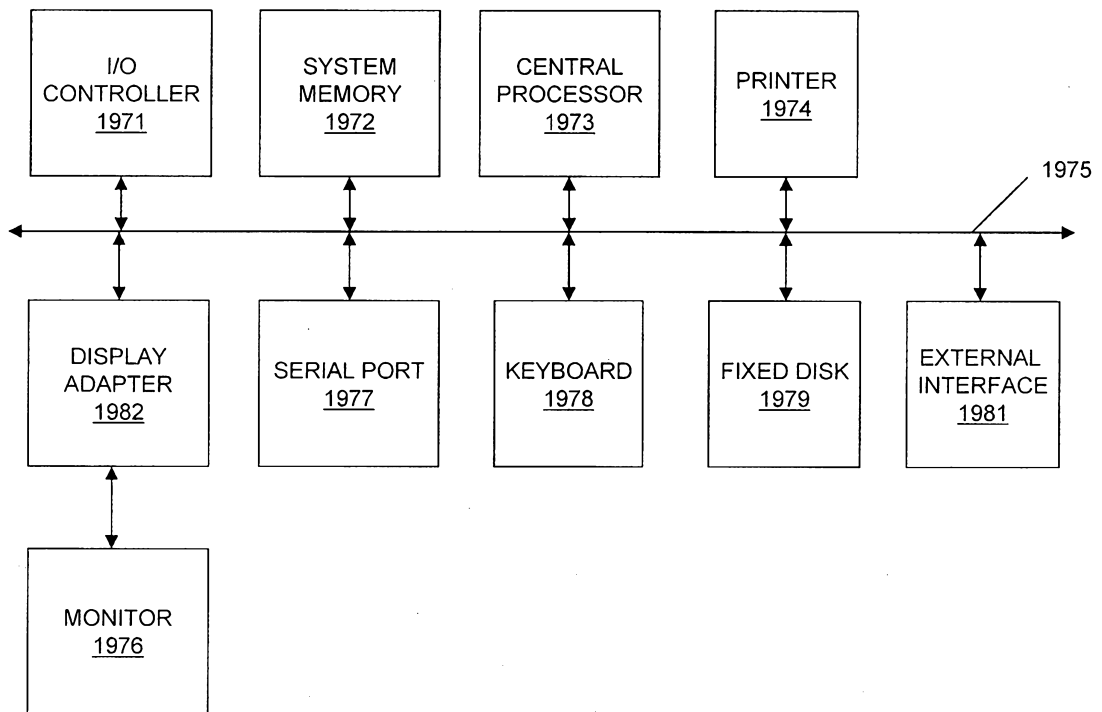 I/O
CONTROLLER
1971
SYSTEM
MEMORY
1972
CENTRAL
PROCESSOR
1973
PRINTER
1974
1975
DISPLAY
ADAPTER
1982
SERIAL PORT
1977
KEYBOARD
1978
FIXED DISK
1979
EXTERNAL
INTERFACE
1981
MONITOR
1976